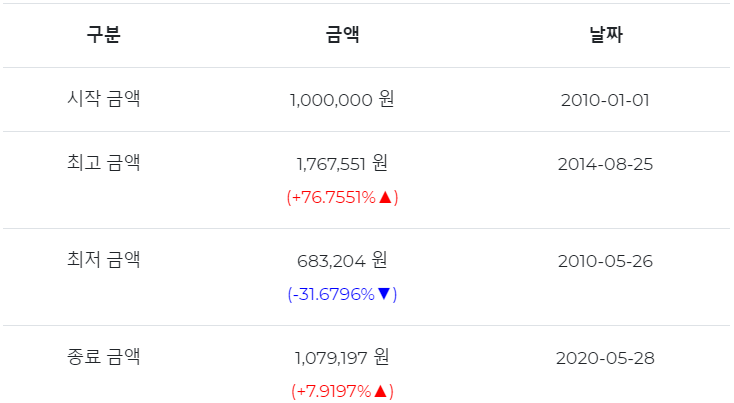 구분 금액 날짜
시작 금액 1,000,000 원 2010-01-01
최고 금액 1,767,551 원 2014-08-25
(+76.7551%▲)
최저 금액 683,204 원 2010-05-26
(-31.6796%▼)
종료 금액 1,079,197 원 2020-05-28
(+7.9197%▲)